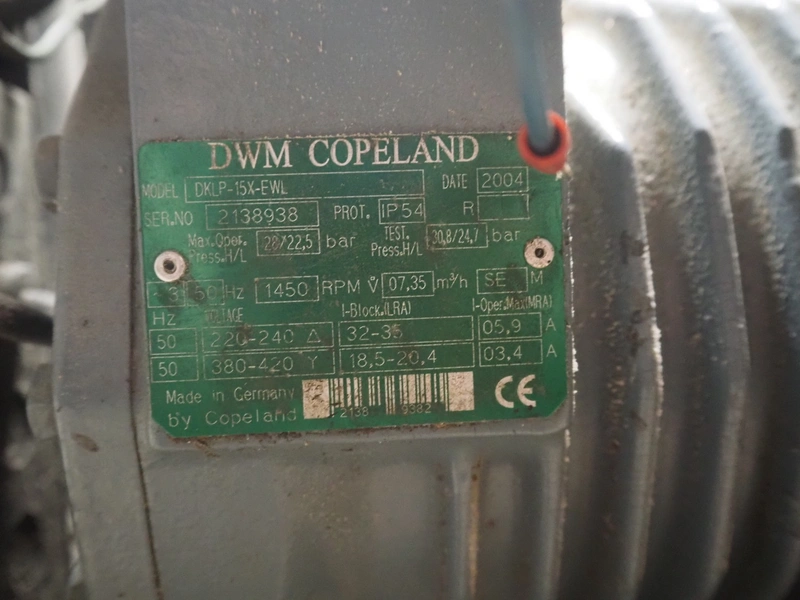 DWM COPELAND
MODEL DKLP-15X-EWL DATE 2004
SER.NO 2138938 PROT. IP54 R
Max.Oper. Press.H/L 28/22,5 bar TEST. Press.H/L 30,8/24,7 bar
3 50 Hz 1450 RPM V̊ 07,35 m³/h SE M
Hz I-Block.(LRA) I-Oper.Max(MRA)
50 220-240 Δ 32-35 05,9 A
50 380-420 Y 18,5-20,4 03,4 A
Made in Germany
by Copeland 2138 CE